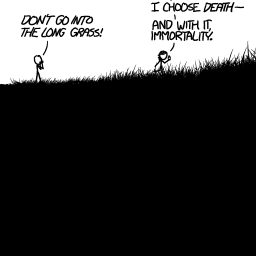 DON'T GO INTO
THE LONG GRASS!
I CHOOSE DEATH—
AND WITH IT,
IMMORTALITY.